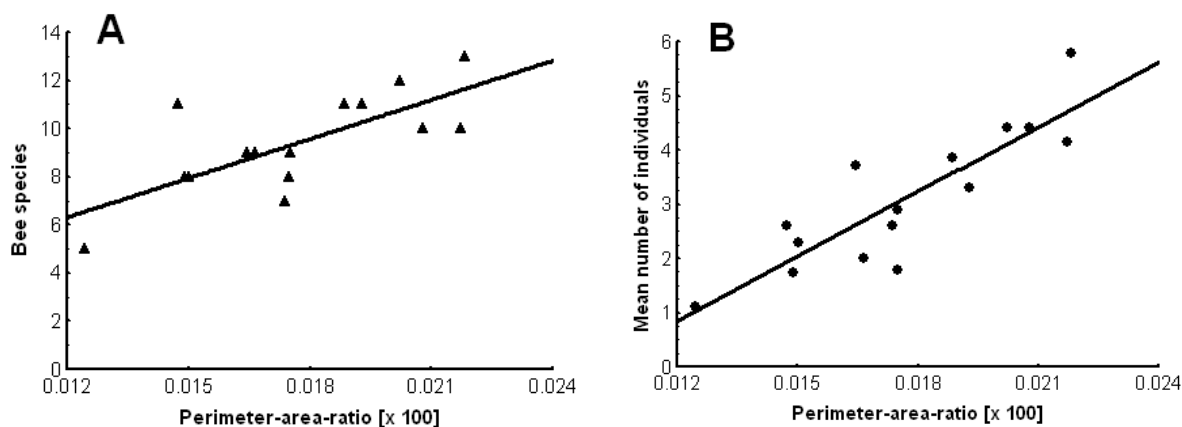 A
Bee species
14
12
10
8
6
4
2
0
0.012 0.015 0.018 0.021 0.024
Perimeter-area-ratio [x 100]
B
Mean number of individuals
6
5
4
3
2
1
0
0.012 0.015 0.018 0.021 0.024
Perimeter-area-ratio [x 100]